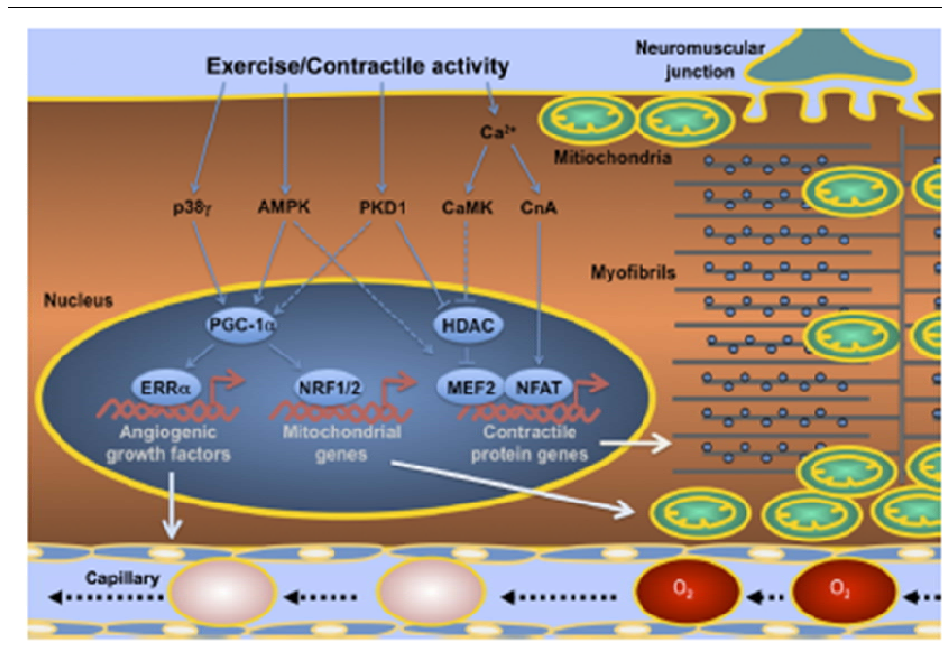 Exercise/Contractile activity
Neuromuscular
junction
Ca²⁺
Mitiochondria
p38γ
AMPK
PKD1
CaMK
CnA
Myofibrils
Nucleus
PGC-1α
HDAC
ERRα
NRF1/2
MEF2
NFAT
Angiogenic
growth factors
Mitochondrial
genes
Contractile
protein genes
Capillary
O₂
O₂